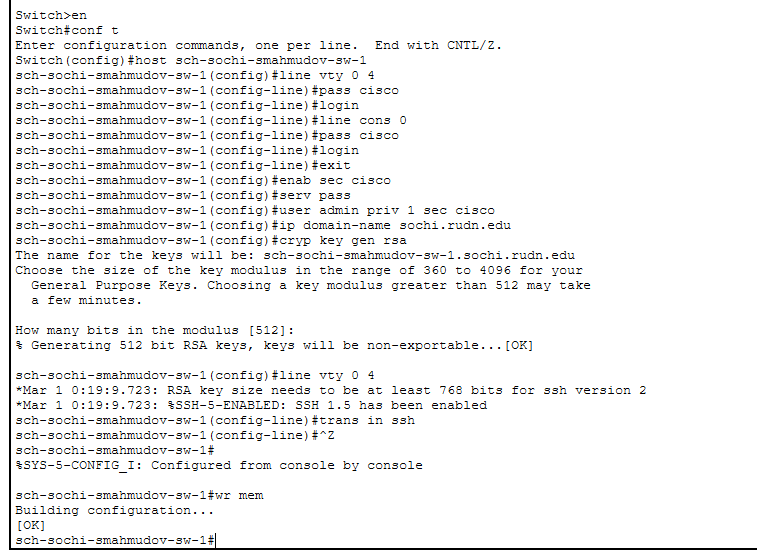 Switch>en
Switch#conf t
Enter configuration commands, one per line.  End with CNTL/Z.
Switch(config)#host sch-sochi-smahmudov-sw-1
sch-sochi-smahmudov-sw-1(config)#line vty 0 4
sch-sochi-smahmudov-sw-1(config-line)#pass cisco
sch-sochi-smahmudov-sw-1(config-line)#login
sch-sochi-smahmudov-sw-1(config-line)#line cons 0
sch-sochi-smahmudov-sw-1(config-line)#pass cisco
sch-sochi-smahmudov-sw-1(config-line)#login
sch-sochi-smahmudov-sw-1(config-line)#exit
sch-sochi-smahmudov-sw-1(config)#enab sec cisco
sch-sochi-smahmudov-sw-1(config)#serv pass
sch-sochi-smahmudov-sw-1(config)#user admin priv 1 sec cisco
sch-sochi-smahmudov-sw-1(config)#ip domain-name sochi.rudn.edu
sch-sochi-smahmudov-sw-1(config)#cryp key gen rsa
The name for the keys will be: sch-sochi-smahmudov-sw-1.sochi.rudn.edu
Choose the size of the key modulus in the range of 360 to 4096 for your
  General Purpose Keys. Choosing a key modulus greater than 512 may take
  a few minutes.

How many bits in the modulus [512]:
% Generating 512 bit RSA keys, keys will be non-exportable...[OK]

sch-sochi-smahmudov-sw-1(config)#line vty 0 4
*Mar 1 0:19:9.723: RSA key size needs to be at least 768 bits for ssh version 2
*Mar 1 0:19:9.723: %SSH-5-ENABLED: SSH 1.5 has been enabled
sch-sochi-smahmudov-sw-1(config-line)#trans in ssh
sch-sochi-smahmudov-sw-1(config-line)#^Z
sch-sochi-smahmudov-sw-1#
%SYS-5-CONFIG_I: Configured from console by console

sch-sochi-smahmudov-sw-1#wr mem
Building configuration...
[OK]
sch-sochi-smahmudov-sw-1#